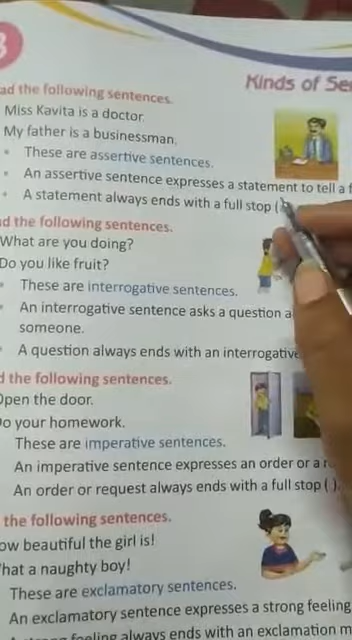 3
Kinds of Se
ad the following sentences.
Miss Kavita is a doctor.
My father is a businessman.
• These are assertive sentences.
• An assertive sentence expresses a statement to tell a f
• A statement always ends with a full stop (
ad the following sentences.
What are you doing?
Do you like fruit?
• These are interrogative sentences.
• An interrogative sentence asks a question a
someone.
• A question always ends with an interrogative
d the following sentences.
Open the door.
Do your homework.
These are imperative sentences.
An imperative sentence expresses an order or a r
An order or request always ends with a full stop ( ).
the following sentences.
ow beautiful the girl is!
hat a naughty boy!
These are exclamatory sentences.
An exclamatory sentence expresses a strong feeling
strong feeling always ends with an exclamation m